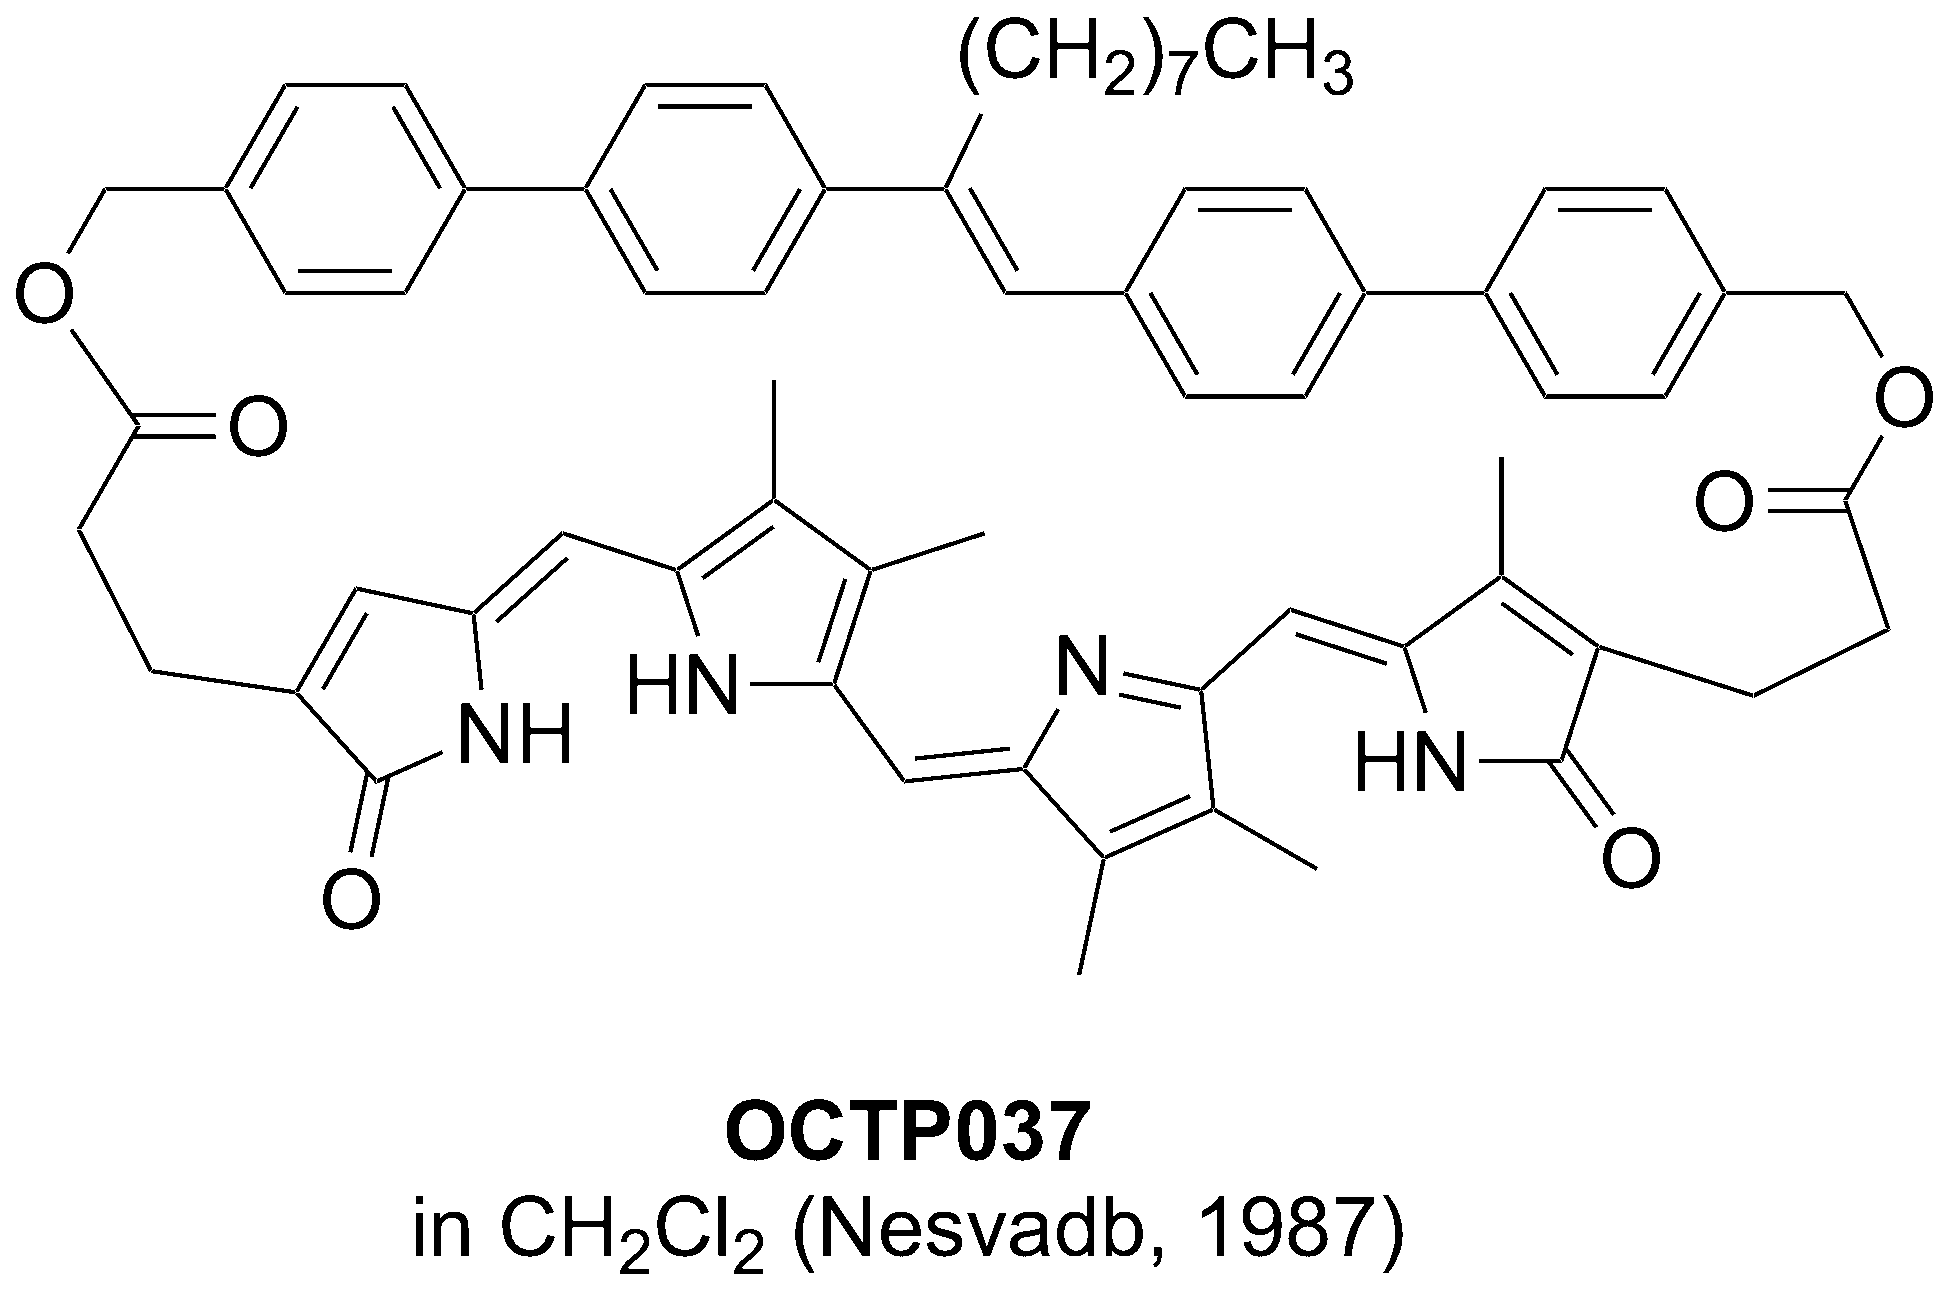 (CH₂)₇CH₃
O
O
O
O
N
HN
NH
HN
O
O
OCTP037
in CH₂Cl₂ (Nesvadb, 1987)